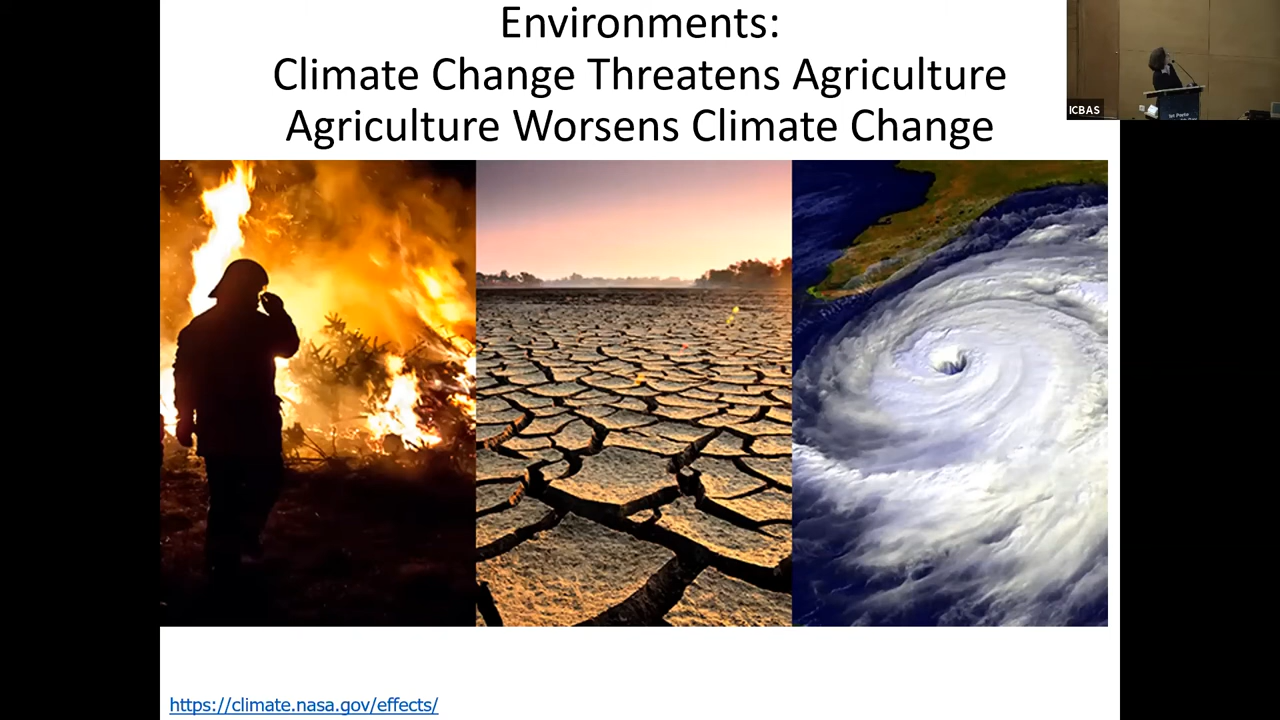 Environments:
Climate Change Threatens Agriculture
Agriculture Worsens Climate Change
ICBAS
https://climate.nasa.gov/effects/